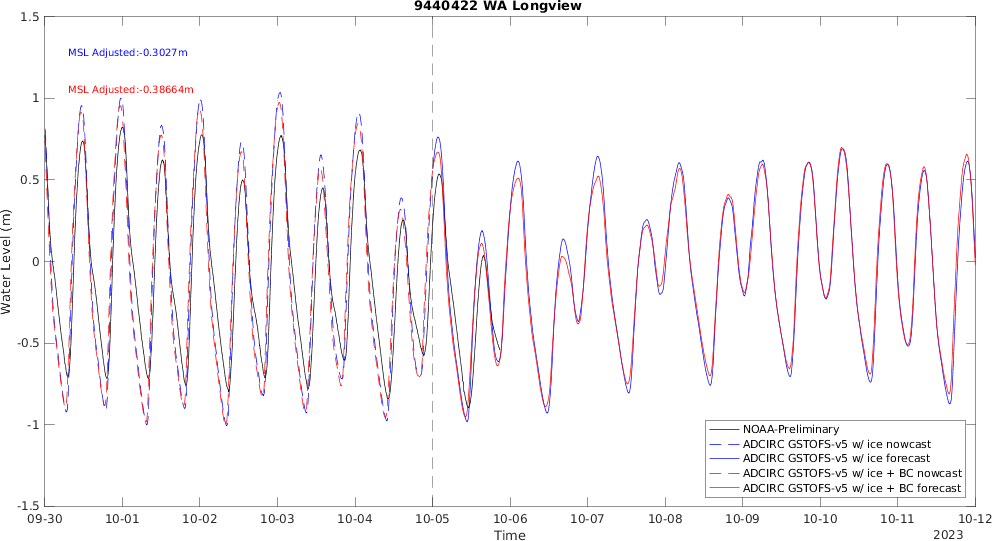 9440422 WA Longview
MSL Adjusted:-0.3027m
MSL Adjusted:-0.38664m
Water Level (m)
1.5
1
0.5
0
-0.5
-1
-1.5
NOAA-Preliminary
ADCIRC GSTOFS-v5 w/ ice nowcast
ADCIRC GSTOFS-v5 w/ ice forecast
ADCIRC GSTOFS-v5 w/ ice + BC nowcast
ADCIRC GSTOFS-v5 w/ ice + BC forecast
09-30 10-01 10-02 10-03 10-04 10-05 10-06 10-07 10-08 10-09 10-10 10-11 10-12
Time
2023